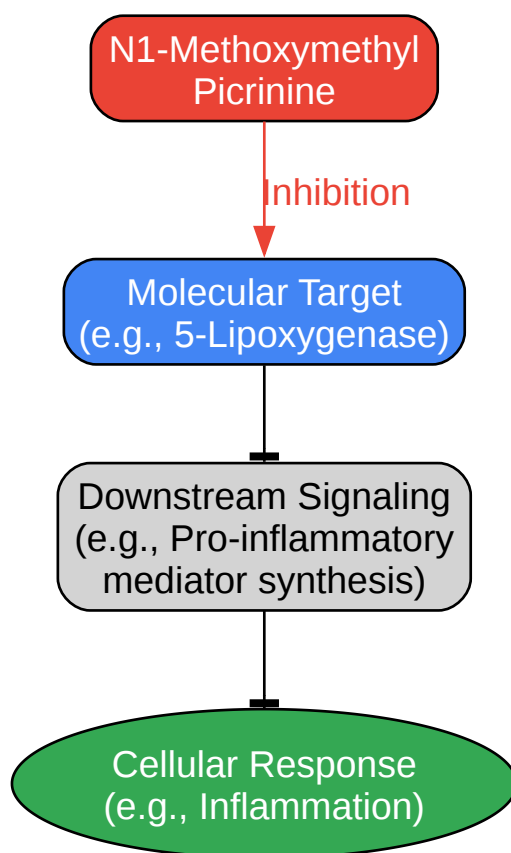 N1-Methoxymethyl
Picrinine
Inhibition
Molecular Target
(e.g., 5-Lipoxygenase)
Downstream Signaling
(e.g., Pro-inflammatory
mediator synthesis)
Cellular Response
(e.g., Inflammation)